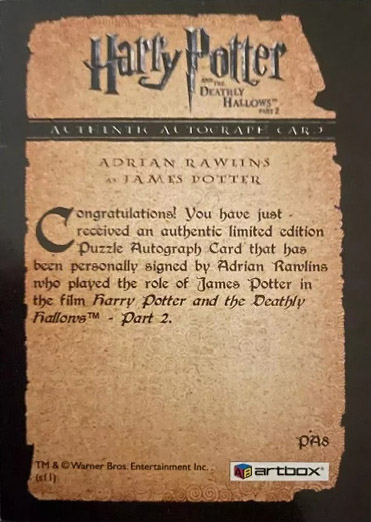 Harry Potter
AND THE
DEATHLY
HALLOWS™
PART 2
AUTHENTIC AUTOGRAPH CARD
ADRIAN RAWLINS
AS JAMES POTTER
Congratulations! You have just
received an authentic limited edition
Puzzle Autograph Card that has
been personally signed by Adrian Rawlins
who played the role of James Potter in
the film Harry Potter and the Deathly
Hallows™ - Part 2.
PA8
TM & © Warner Bros. Entertainment Inc.
(s11)
AB artbox®